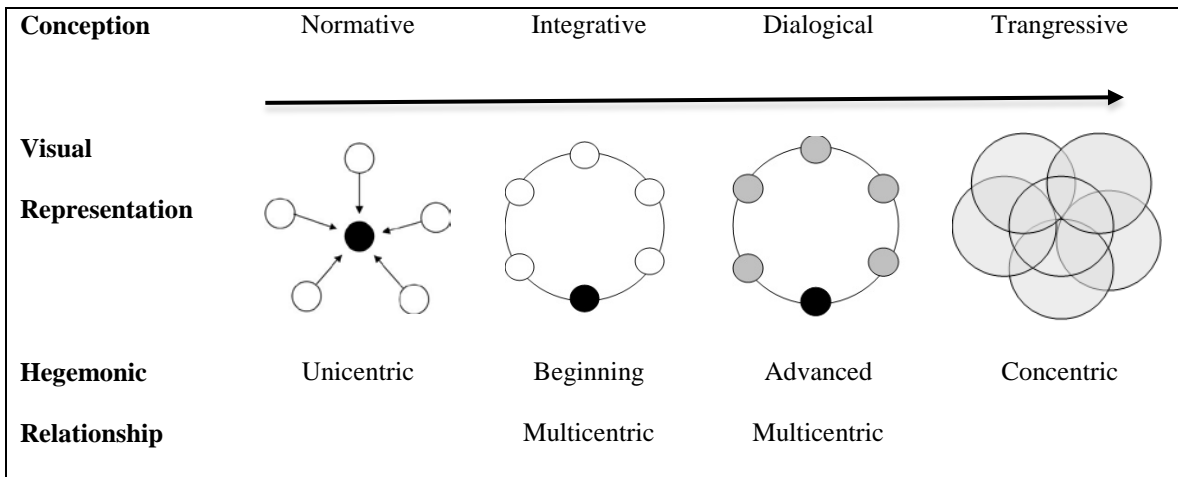 Conception Normative Integrative Dialogical Trangressive
Visual
Representation
Hegemonic Unicentric Beginning Advanced Concentric
Relationship Multicentric Multicentric